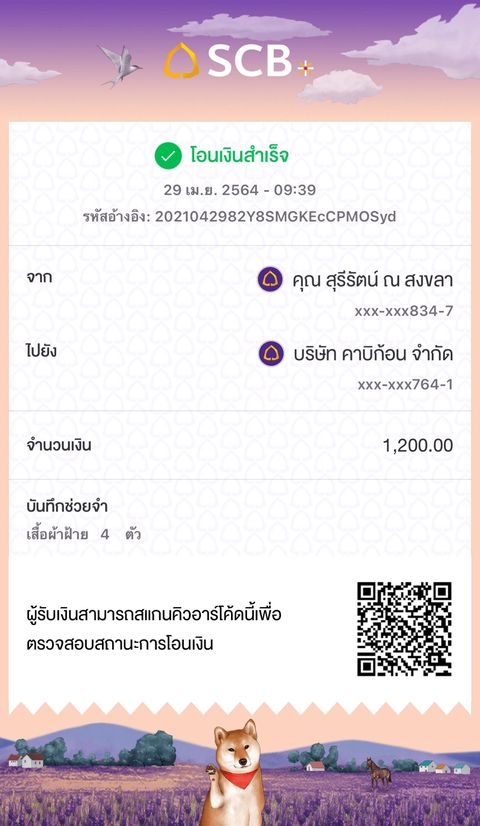 SCB
โอนเงินสำเร็จ
29 เม.ย. 2564 - 09:39
รหัสอ้างอิง: 2021042982Y8SMGKEcCPMOSyd
จาก
คุณ สุรีรัตน์ ณ สงขลา
xxx-xxx834-7
ไปยัง
บริษัท คาบิก้อน จำกัด
xxx-xxx764-1
จำนวนเงิน 1,200.00
บันทึกช่วยจำ
เสื้อผ้าฝ้าย 4 ตัว
ผู้รับเงินสามารถสแกนคิวอาร์โค้ดนี้เพื่อ
ตรวจสอบสถานะการโอนเงิน